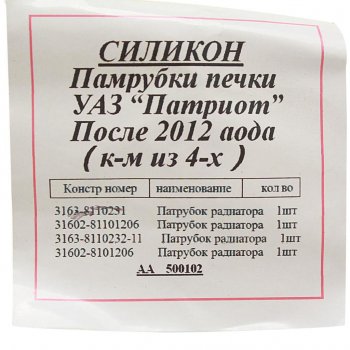 СИЛИКОН
Памрубки печки
УАЗ “Патриот”
После 2012 аода
( к-м из 4-х )
Констр номер наименование кол во
3163-8110231 Патрубок радиатора 1шт
31602-81101206 Патрубок радиатора 1шт
3163-8110232-11 Патрубок радиатора 1шт
31602-8101206 Патрубок радиатора 1шт
АА 500102